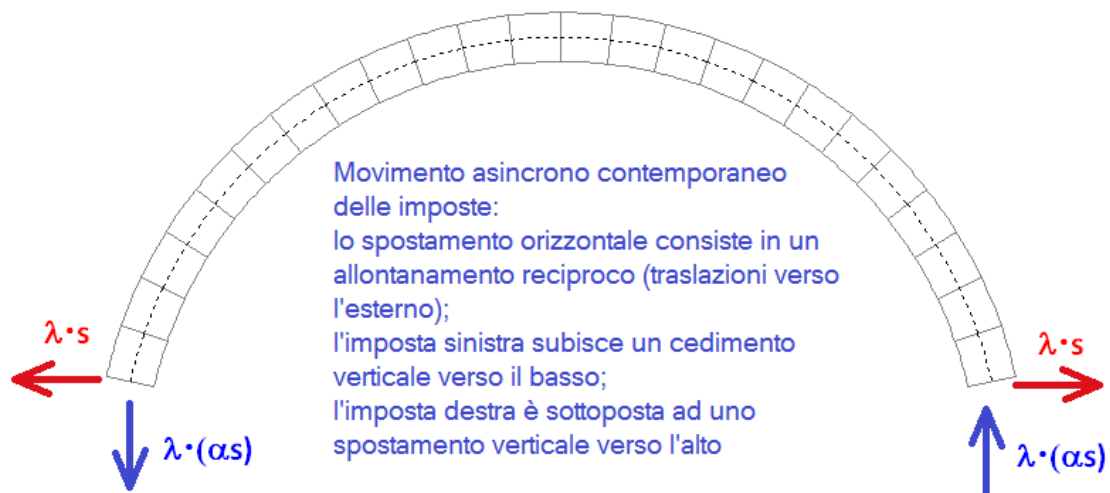 Movimento asincrono contemporaneo
delle imposte:
lo spostamento orizzontale consiste in un
allontanamento reciproco (traslazioni verso
l'esterno);
l'imposta sinistra subisce un cedimento
verticale verso il basso;
l'imposta destra è sottoposta ad uno
spostamento verticale verso l'alto
λ·s
λ·s
λ·(αs)
λ·(αs)